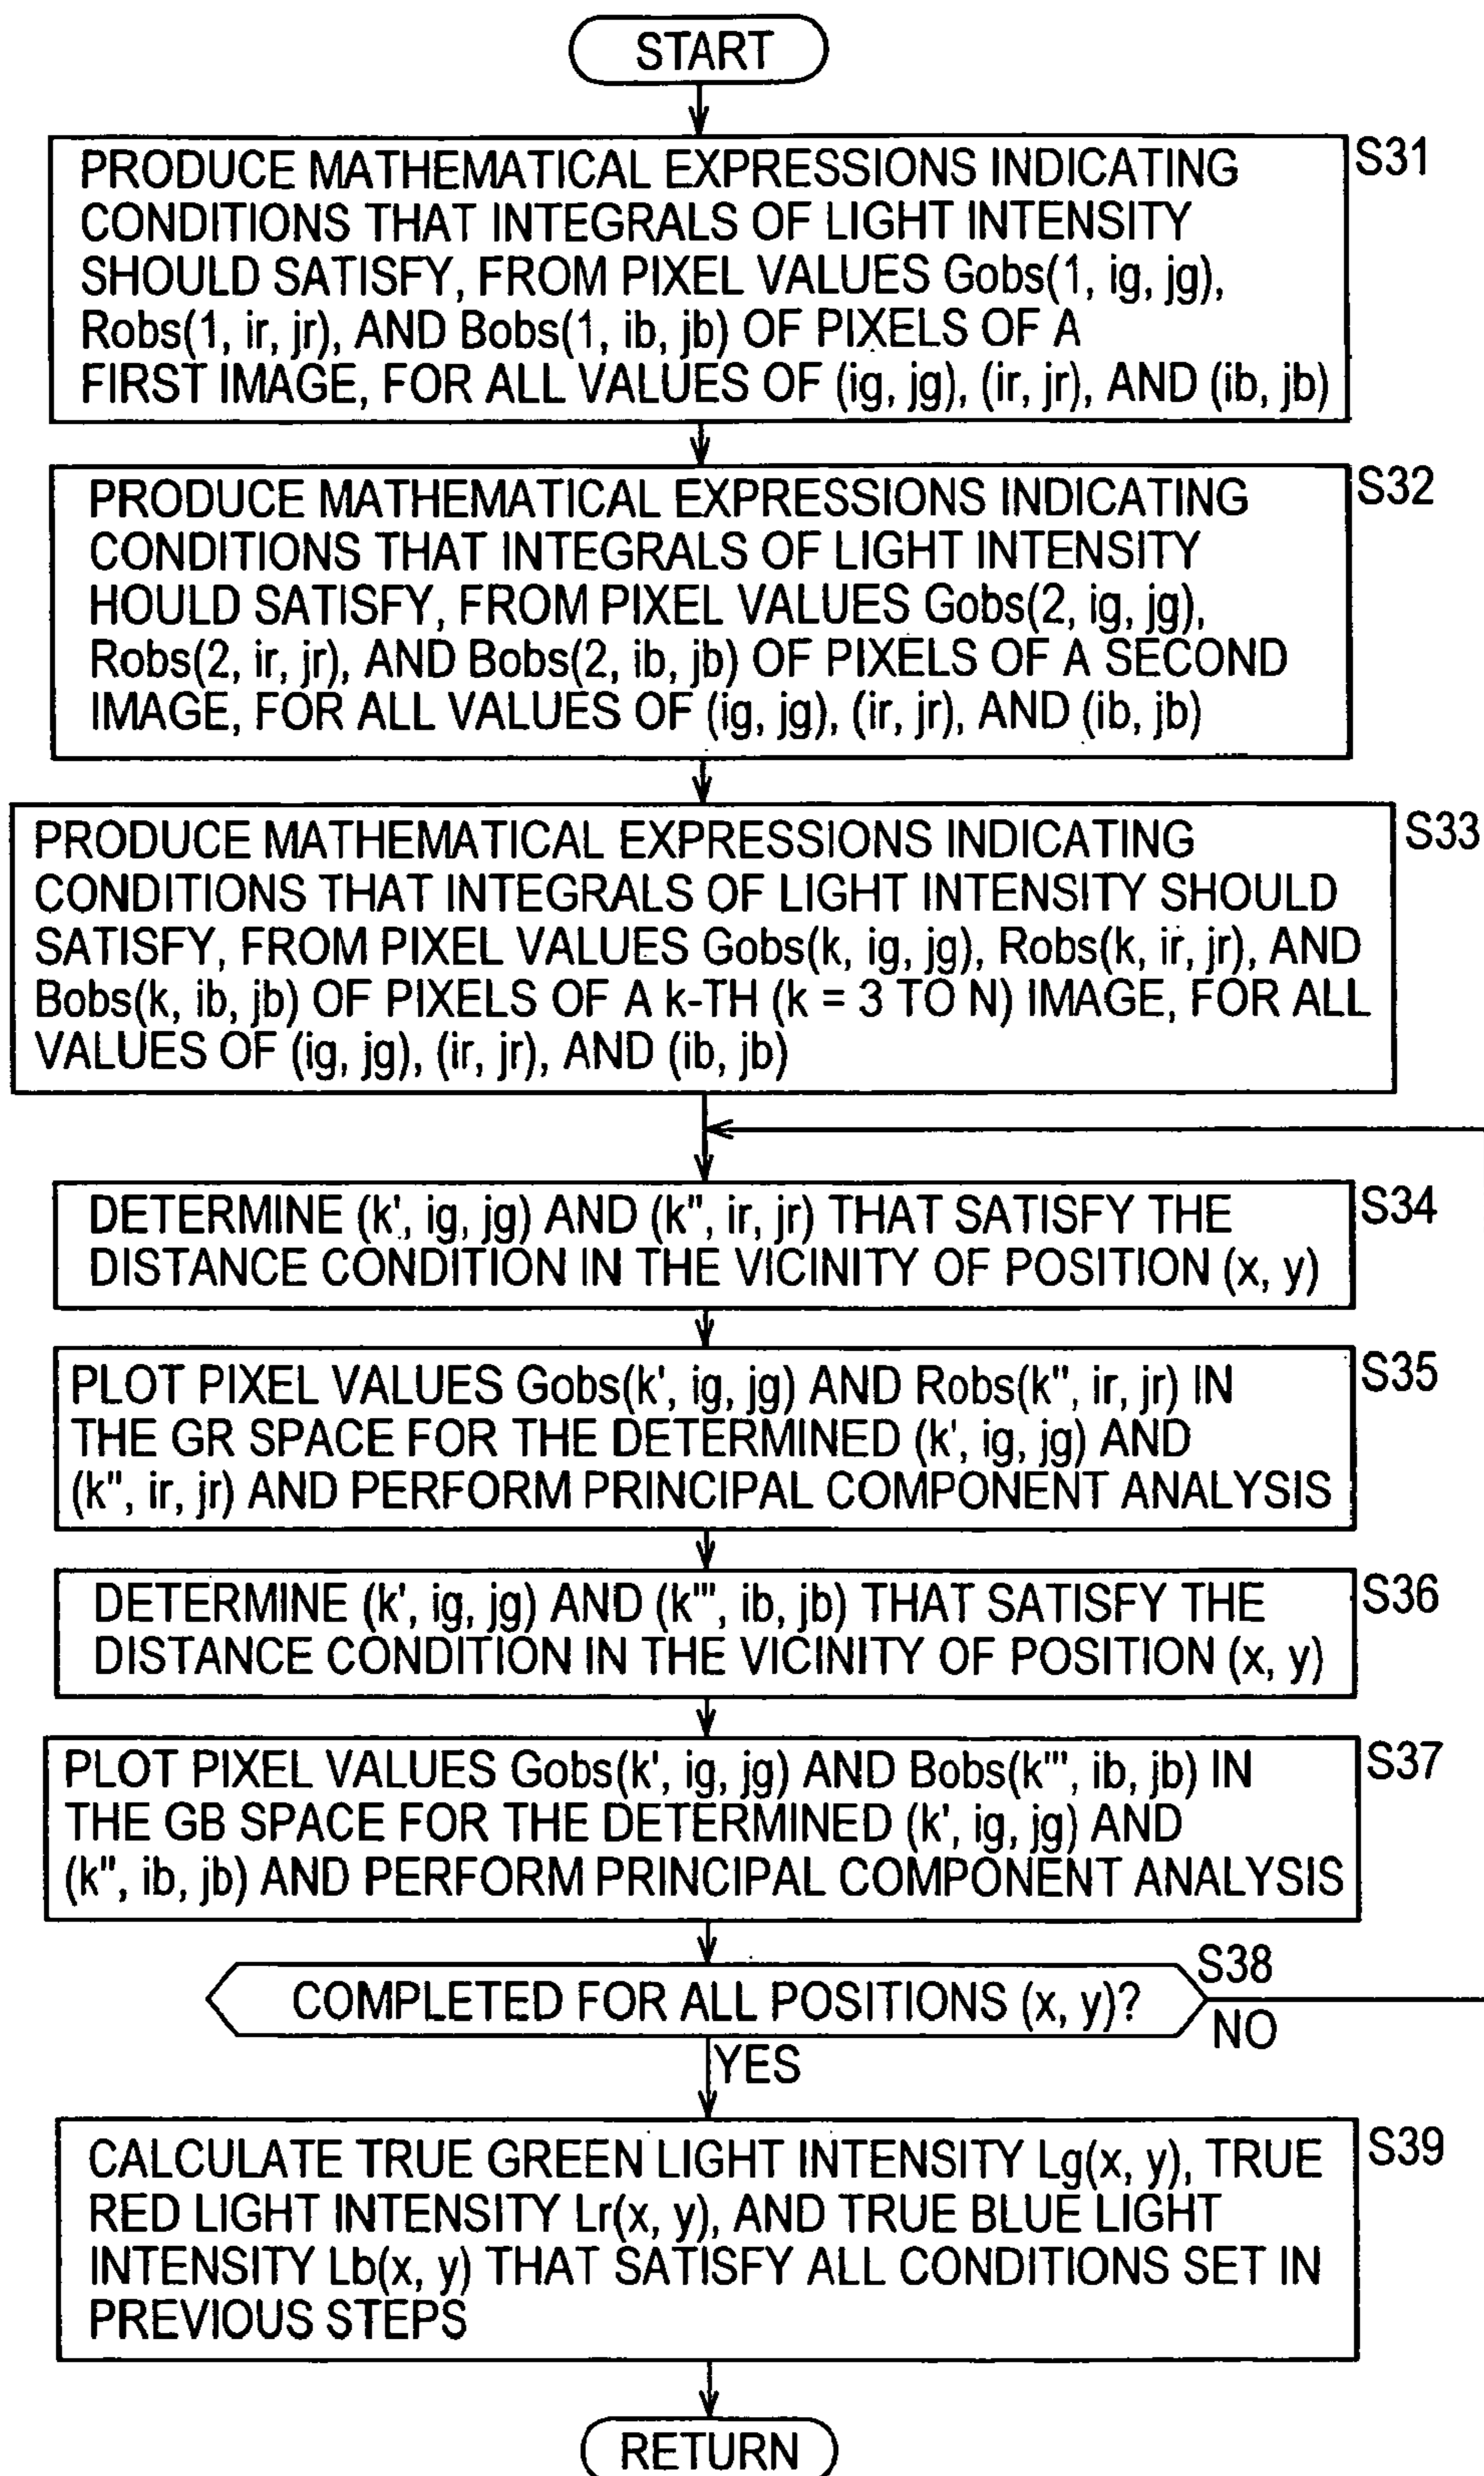 START
S31
PRODUCE MATHEMATICAL EXPRESSIONS INDICATING
CONDITIONS THAT INTEGRALS OF LIGHT INTENSITY
SHOULD SATISFY, FROM PIXEL VALUES Gobs(1, ig, jg),
Robs(1, ir, jr), AND Bobs(1, ib, jb) OF PIXELS OF A
FIRST IMAGE, FOR ALL VALUES OF (ig, jg), (ir, jr), AND (ib, jb)
S32
PRODUCE MATHEMATICAL EXPRESSIONS INDICATING
CONDITIONS THAT INTEGRALS OF LIGHT INTENSITY
HOULD SATISFY, FROM PIXEL VALUES Gobs(2, ig, jg),
Robs(2, ir, jr), AND Bobs(2, ib, jb) OF PIXELS OF A SECOND
IMAGE, FOR ALL VALUES OF (ig, jg), (ir, jr), AND (ib, jb)
S33
PRODUCE MATHEMATICAL EXPRESSIONS INDICATING
CONDITIONS THAT INTEGRALS OF LIGHT INTENSITY SHOULD
SATISFY, FROM PIXEL VALUES Gobs(k, ig, jg), Robs(k, ir, jr), AND
Bobs(k, ib, jb) OF PIXELS OF A k-TH (k = 3 TO N) IMAGE, FOR ALL
VALUES OF (ig, jg), (ir, jr), AND (ib, jb)
S34
DETERMINE (k', ig, jg) AND (k'', ir, jr) THAT SATISFY THE
DISTANCE CONDITION IN THE VICINITY OF POSITION (x, y)
S35
PLOT PIXEL VALUES Gobs(k', ig, jg) AND Robs(k'', ir, jr) IN
THE GR SPACE FOR THE DETERMINED (k', ig, jg) AND
(k'', ir, jr) AND PERFORM PRINCIPAL COMPONENT ANALYSIS
S36
DETERMINE (k', ig, jg) AND (k''', ib, jb) THAT SATISFY THE
DISTANCE CONDITION IN THE VICINITY OF POSITION (x, y)
S37
PLOT PIXEL VALUES Gobs(k', ig, jg) AND Bobs(k''', ib, jb) IN
THE GB SPACE FOR THE DETERMINED (k', ig, jg) AND
(k'', ib, jb) AND PERFORM PRINCIPAL COMPONENT ANALYSIS
S38
COMPLETED FOR ALL POSITIONS (x, y)?
NO
YES
S39
CALCULATE TRUE GREEN LIGHT INTENSITY Lg(x, y), TRUE
RED LIGHT INTENSITY Lr(x, y), AND TRUE BLUE LIGHT
INTENSITY Lb(x, y) THAT SATISFY ALL CONDITIONS SET IN
PREVIOUS STEPS
RETURN